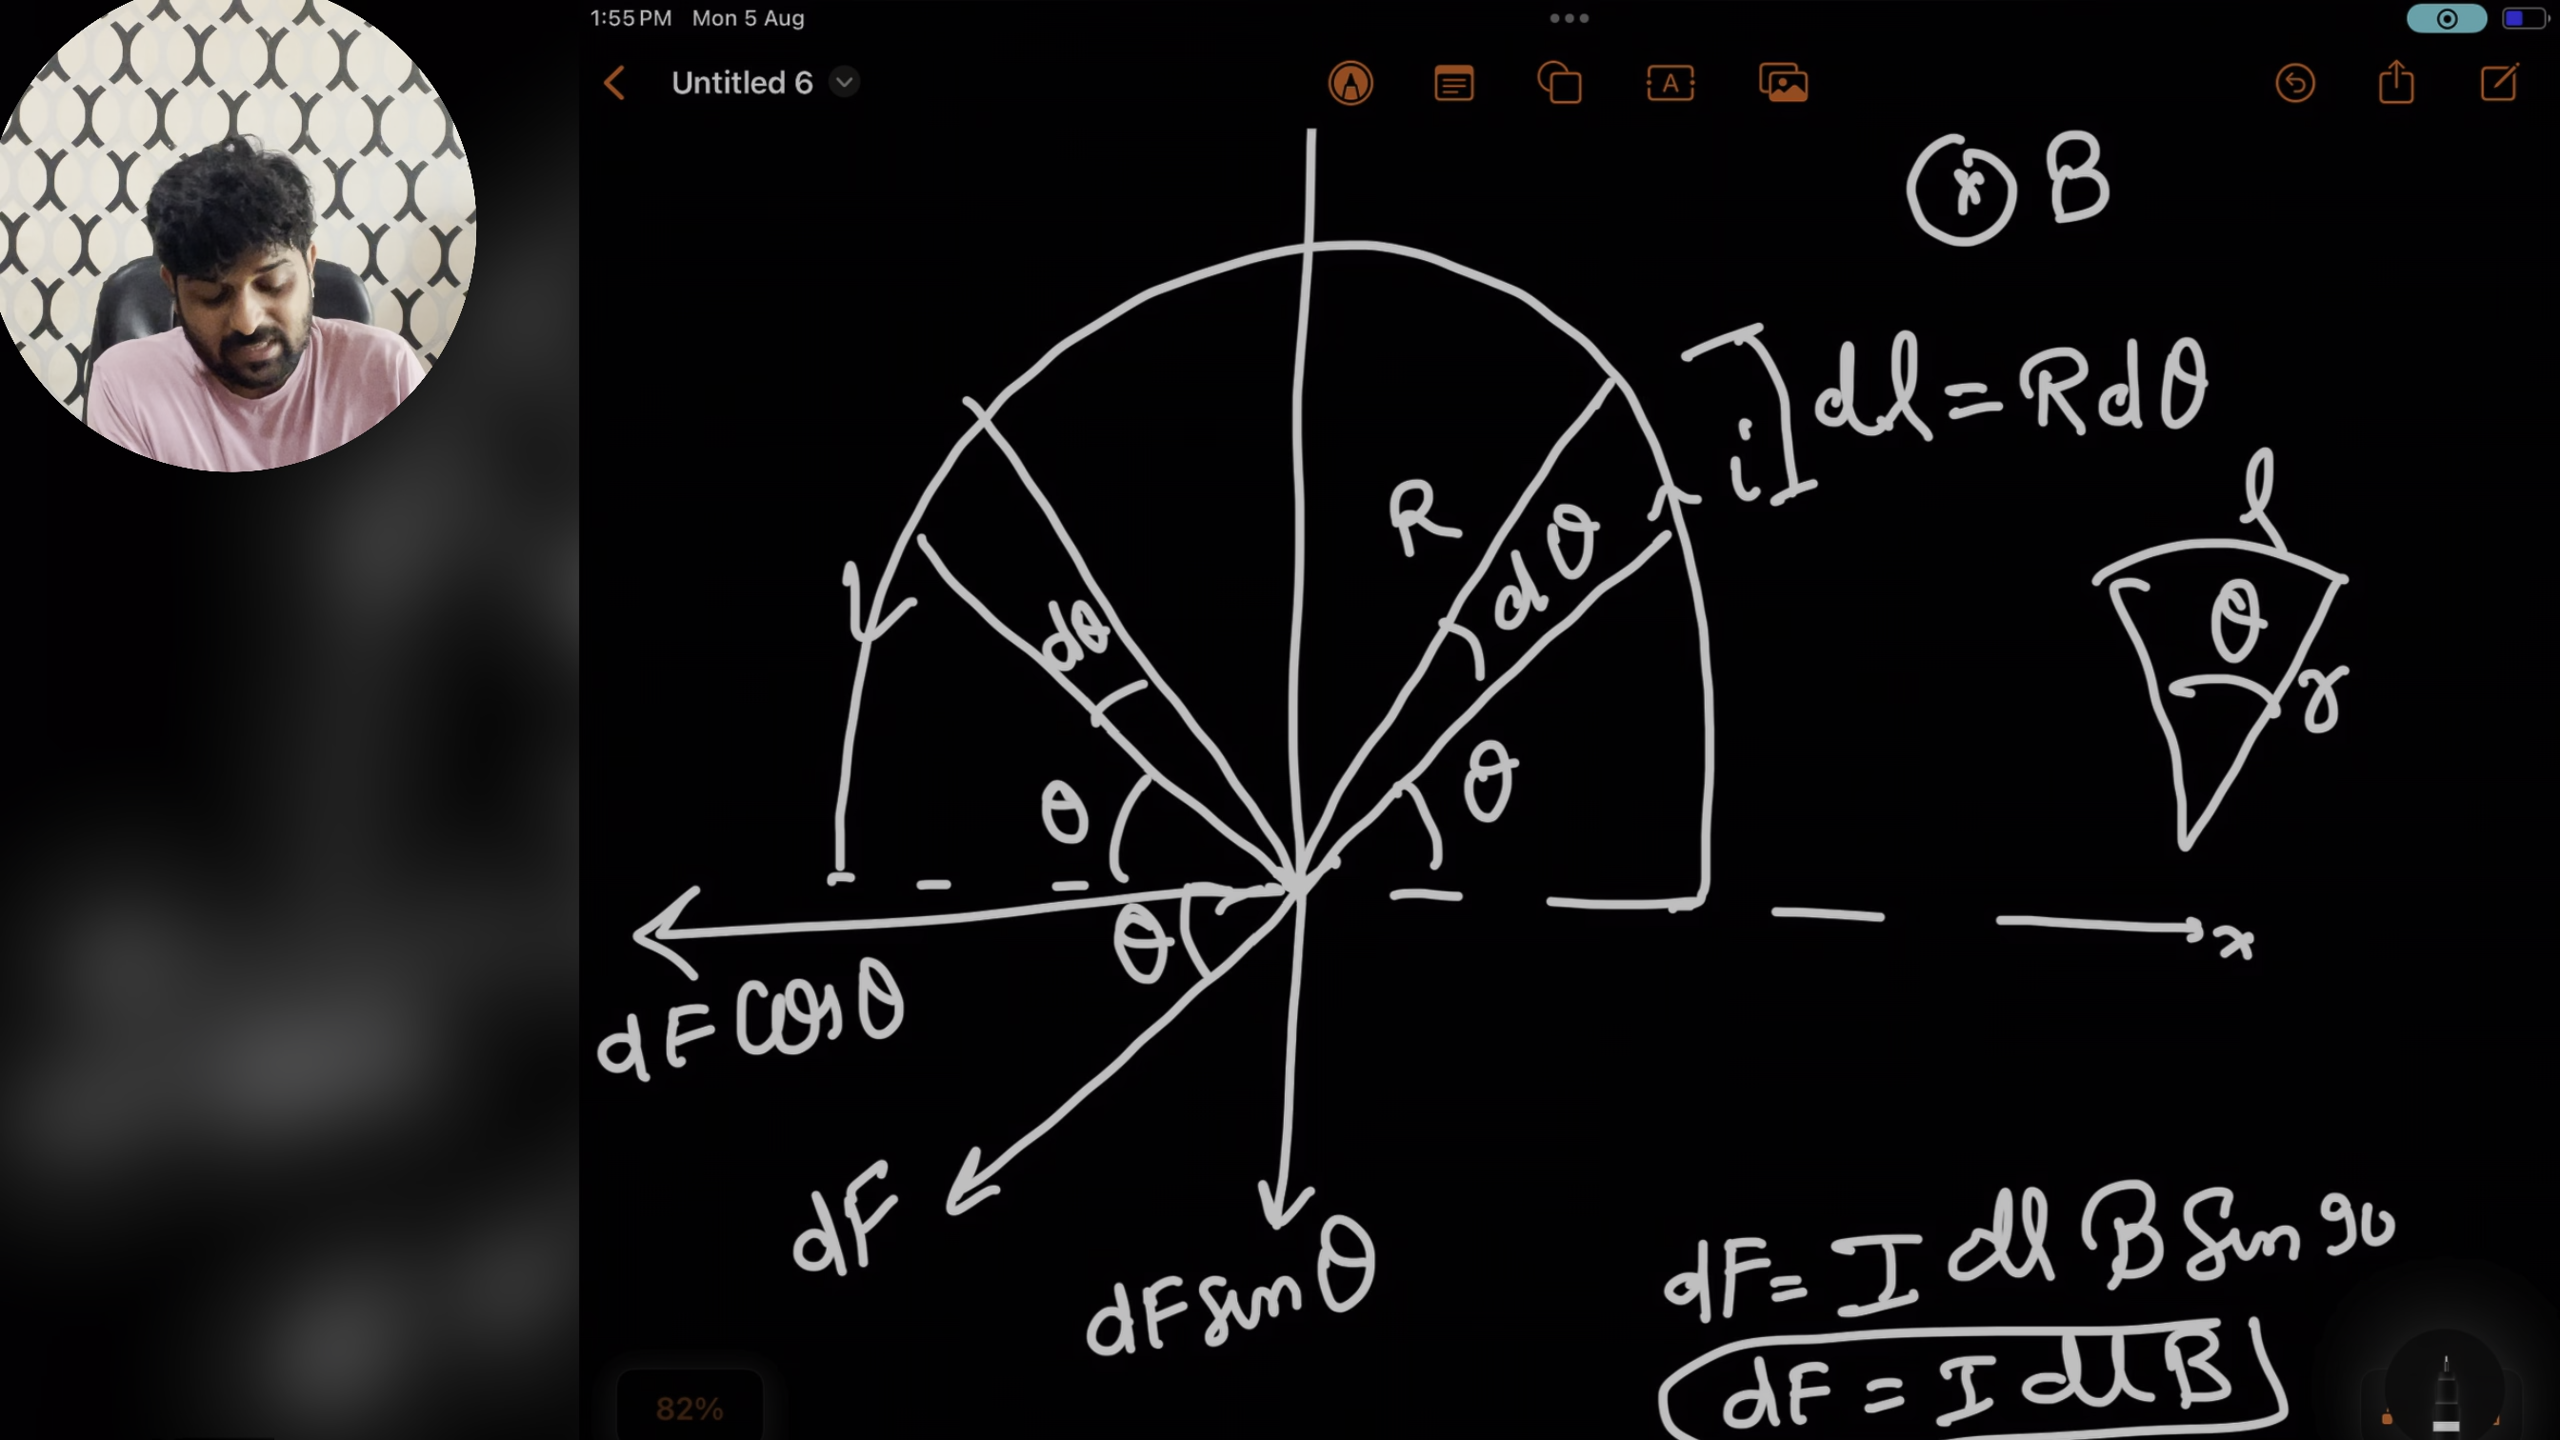 1:55 PM Mon 5 Aug
Untitled 6
A
B
dl = Rdθ
i
R
dθ
l
θ
r
dθ
θ
θ
θ
x
dF Cosθ
dF
dF sin θ
dF = I dl B Sin 90
dF = I dl B
82%